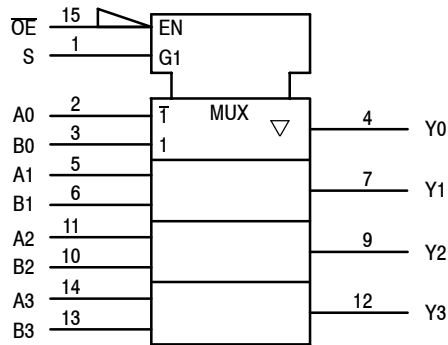 O̅E̅ 15 EN
S 1 G1
A0 2 1̅ MUX ▽ 4 Y0
B0 3 1
A1 5 7 Y1
B1 6
A2 11 9 Y2
B2 10
A3 14 12 Y3
B3 13